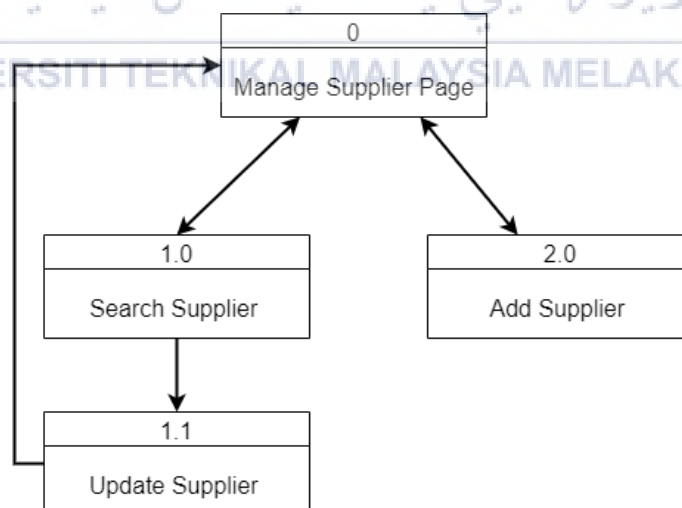 0
ERSITI TEKNIKAL MALAYSIA MELAK
Manage Supplier Page
1.0
2.0
Search Supplier
Add Supplier
1.1
Update Supplier